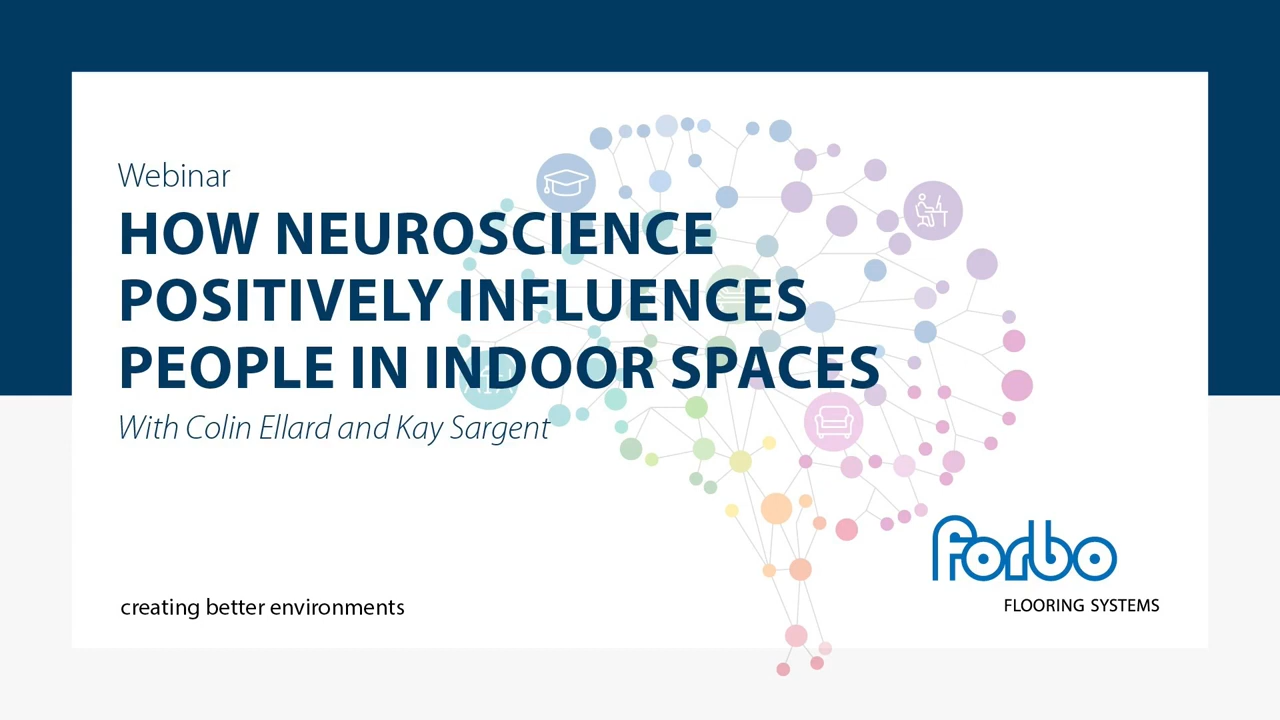 Webinar
HOW NEUROSCIENCE
POSITIVELY INFLUENCES
PEOPLE IN INDOOR SPACES
With Colin Ellard and Kay Sargent
creating better environments
forbo
FLOORING SYSTEMS